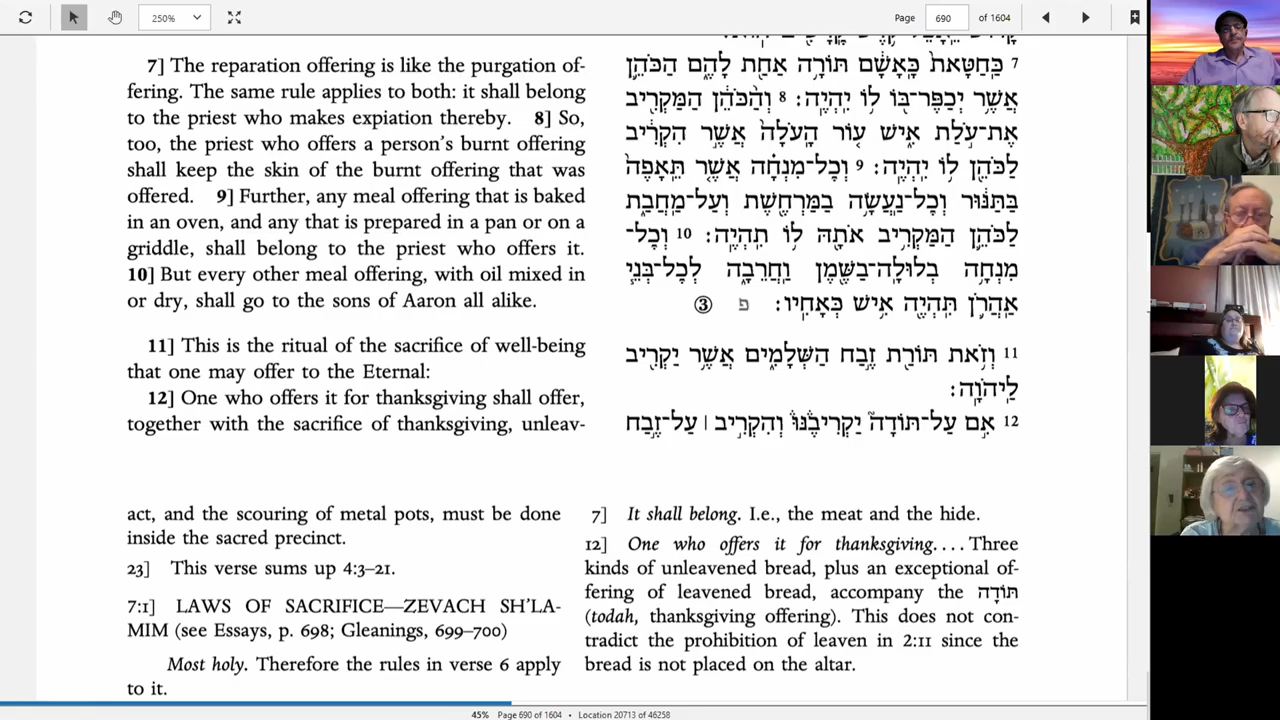 250%
Page 690 of 1604
7] The reparation offering is like the purgation of-
fering. The same rule applies to both: it shall belong
to the priest who makes expiation thereby. 8] So,
too, the priest who offers a person's burnt offering
shall keep the skin of the burnt offering that was
offered. 9] Further, any meal offering that is baked
in an oven, and any that is prepared in a pan or on a
griddle, shall belong to the priest who offers it.
10] But every other meal offering, with oil mixed in
or dry, shall go to the sons of Aaron all alike.
11] This is the ritual of the sacrifice of well-being
that one may offer to the Eternal:
12] One who offers it for thanksgiving shall offer,
together with the sacrifice of thanksgiving, unleav-
7 כַּֽחַטָּאת֙ כָּֽאָשָׁ֔ם תּוֹרָ֥ה אַחַ֖ת לָהֶ֑ם הַכֹּהֵ֛ן
אֲשֶׁ֥ר יְכַפֶּר־בּ֖וֹ ל֥וֹ יִהְיֶֽה׃ 8 וְהַ֨כֹּהֵ֔ן הַמַּקְרִ֖יב
אֶת־עֹ֣לַת אִ֑ישׁ ע֤וֹר הָֽעֹלָה֙ אֲשֶׁ֣ר הִקְרִ֔יב
לַכֹּהֵ֖ן ל֥וֹ יִהְיֶֽה׃ 9 וְכׇל־מִנְחָ֗ה אֲשֶׁ֤ר תֵּֽאָפֶה֙
בַּתַּנּ֔וּר וְכׇל־נַעֲשָׂ֥ה בַמַּרְחֶ֖שֶׁת וְעַֽל־מַחֲבַ֑ת
לַכֹּהֵ֛ן הַמַּקְרִ֥יב אֹתָ֖הּ ל֥וֹ תִֽהְיֶֽה׃ 10 וְכׇל־
מִנְחָ֥ה בְלוּלָֽה־בַשֶּׁ֖מֶן וַחֲרֵבָ֑ה לְכׇל־בְּנֵ֧י
אַהֲרֹ֛ן תִּהְיֶ֖ה אִ֥ישׁ כְּאָחִֽיו׃ פ ③
11 וְזֹ֥את תּוֹרַ֖ת זֶ֣בַח הַשְּׁלָמִ֑ים אֲשֶׁ֥ר יַקְרִ֖יב
לַיהֹוָֽה׃
12 אִ֣ם עַל־תּוֹדָה֮ יַקְרִיבֶ֒נּוּ֒ וְהִקְרִ֣יב ׀ עַל־זֶ֣בַח
act, and the scouring of metal pots, must be done
inside the sacred precinct.
23] This verse sums up 4:3–21.
7:1] LAWS OF SACRIFICE—ZEVACH SH'LA-
MIM (see Essays, p. 698; Gleanings, 699–700)
Most holy. Therefore the rules in verse 6 apply
to it.
7] It shall belong. I.e., the meat and the hide.
12] One who offers it for thanksgiving.... Three
kinds of unleavened bread, plus an exceptional of-
fering of leavened bread, accompany the תּוֹדָה
(todah, thanksgiving offering). This does not con-
tradict the prohibition of leaven in 2:11 since the
bread is not placed on the altar.
45% Page 690 of 1604 • Location 20713 of 46258